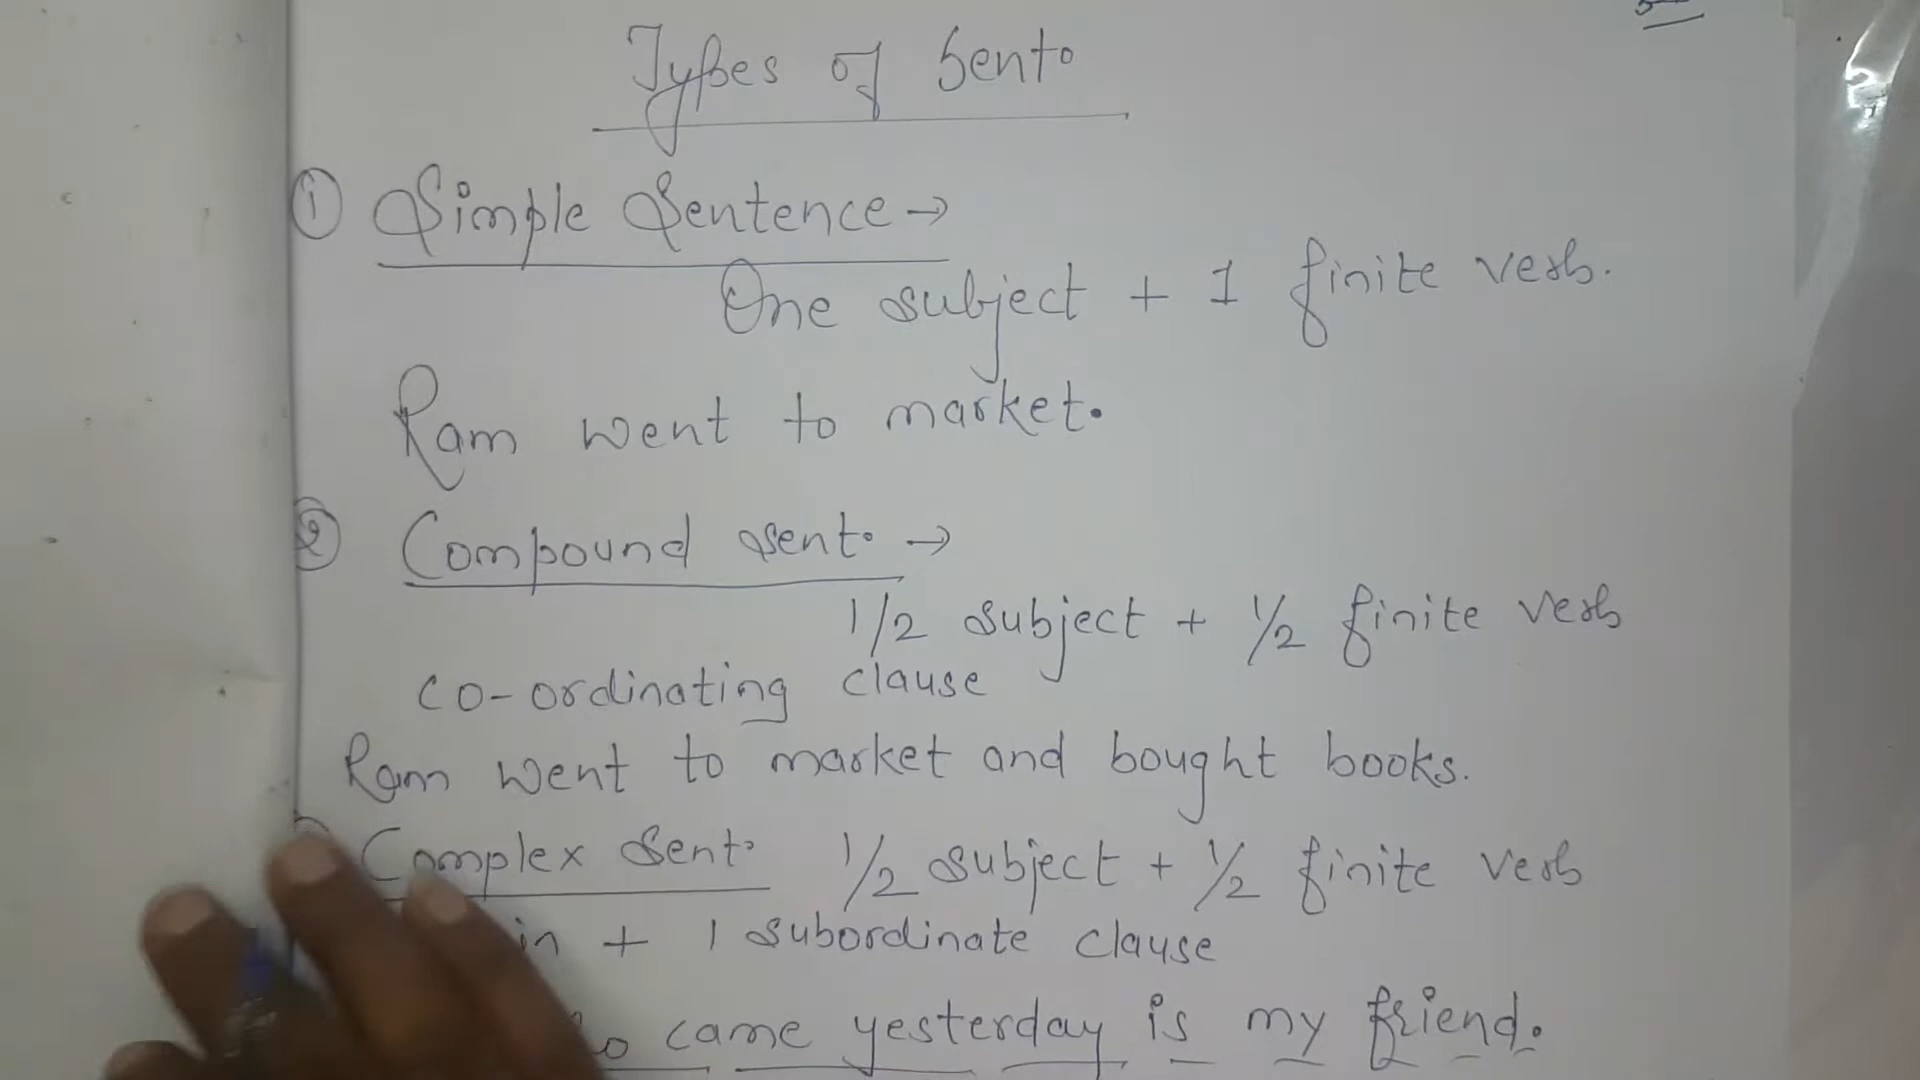 Types of Sent.
① Simple Sentence →
One subject + 1 finite verb.
Ram went to market.
② Compound sent. →
1/2 subject + 1/2 finite verb
co-ordinating clause
Ram went to market and bought books.
Complex Sent. 1/2 subject + 1/2 finite verb
+ 1 subordinate clause
came yesterday is my friend.